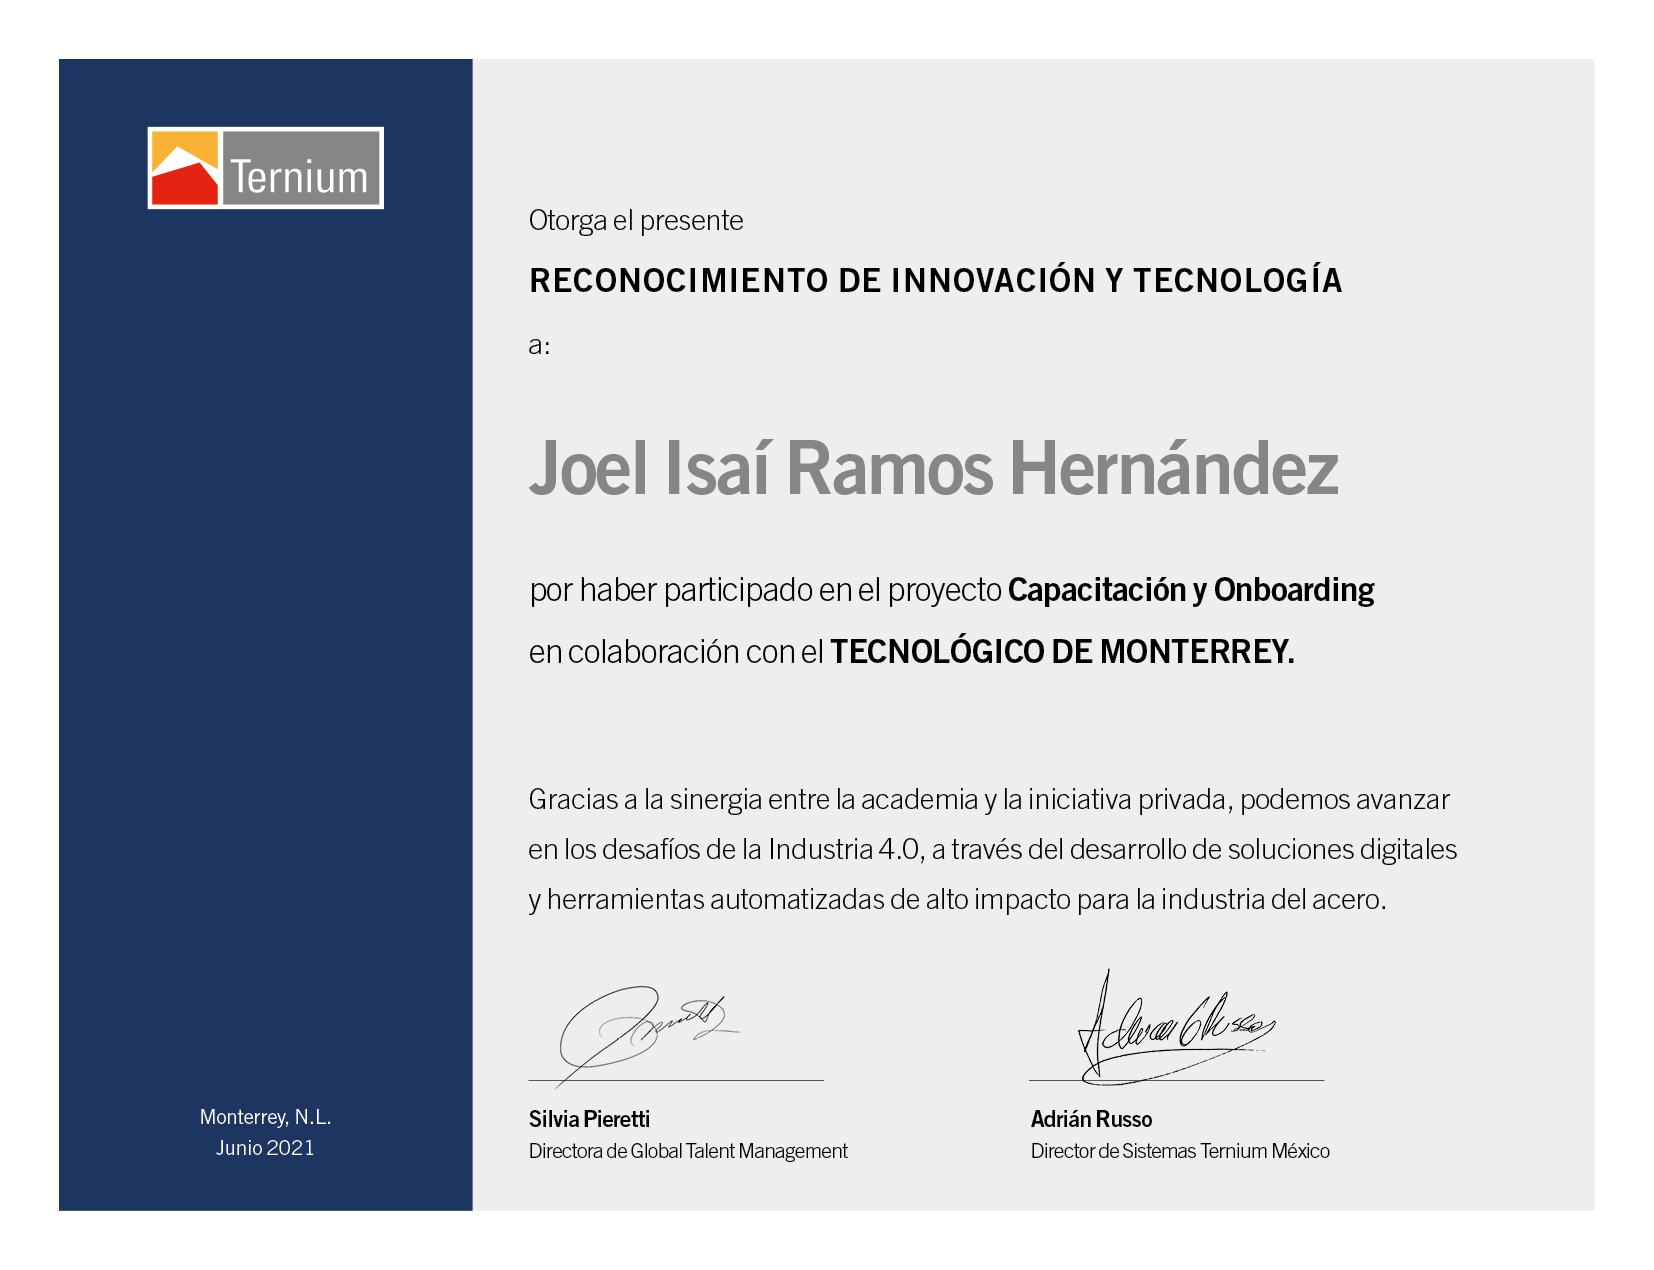 Ternium
Otorga el presente
RECONOCIMIENTO DE INNOVACIÓN Y TECNOLOGÍA
a:
Joel Isaí Ramos Hernández
por haber participado en el proyecto Capacitación y Onboarding
en colaboración con el TECNOLÓGICO DE MONTERREY.
Gracias a la sinergia entre la academia y la iniciativa privada, podemos avanzar
en los desafíos de la Industria 4.0, a través del desarrollo de soluciones digitales
y herramientas automatizadas de alto impacto para la industria del acero.
Silvia Pieretti
Directora de Global Talent Management
Adrián Russo
Director de Sistemas Ternium México
Monterrey, N.L.
Junio 2021